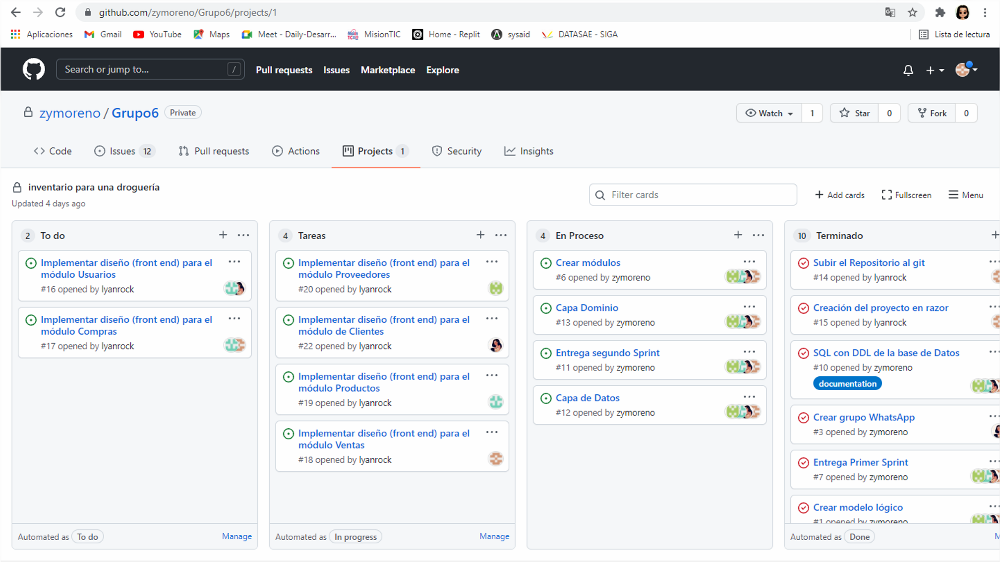 github.com/zymoreno/Grupo6/projects/1
Aplicaciones Gmail YouTube Maps Meet - Daily-Desarr... MisionTIC Home - Replit sysaid DATASAE - SIGA Lista de lectura
Search or jump to... / Pull requests Issues Marketplace Explore
zymoreno / Grupo6 Private Watch 1 Star 0 Fork 0
Code Issues 12 Pull requests Actions Projects 1 Security Insights
inventario para una droguería
Updated 4 days ago
Filter cards
Add cards Fullscreen Menu
2 To do
Implementar diseño (front end) para el
módulo Usuarios
#16 opened by lyanrock
Implementar diseño (front end) para el
módulo Compras
#17 opened by lyanrock
Automated as To do Manage
4 Tareas
Implementar diseño (front end) para el
módulo Proveedores
#20 opened by lyanrock
Implementar diseño (front end) para el
módulo de Clientes
#22 opened by lyanrock
Implementar diseño (front end) para el
módulo Productos
#19 opened by lyanrock
Implementar diseño (front end) para el
módulo Ventas
#18 opened by lyanrock
Automated as In progress Manage
4 En Proceso
Crear módulos
#6 opened by zymoreno
Capa Dominio
#13 opened by zymoreno
Entrega segundo Sprint
#11 opened by zymoreno
Capa de Datos
#12 opened by zymoreno
10 Terminado
Subir el Repositorio al git
#14 opened by lyanrock
Creación del proyecto en razor
#15 opened by lyanrock
SQL con DDL de la base de Datos
#10 opened by zymoreno
documentation
Crear grupo WhatsApp
#3 opened by zymoreno
Entrega Primer Sprint
#7 opened by zymoreno
Crear modelo lógico
#1 opened by zymoreno
Automated as Done